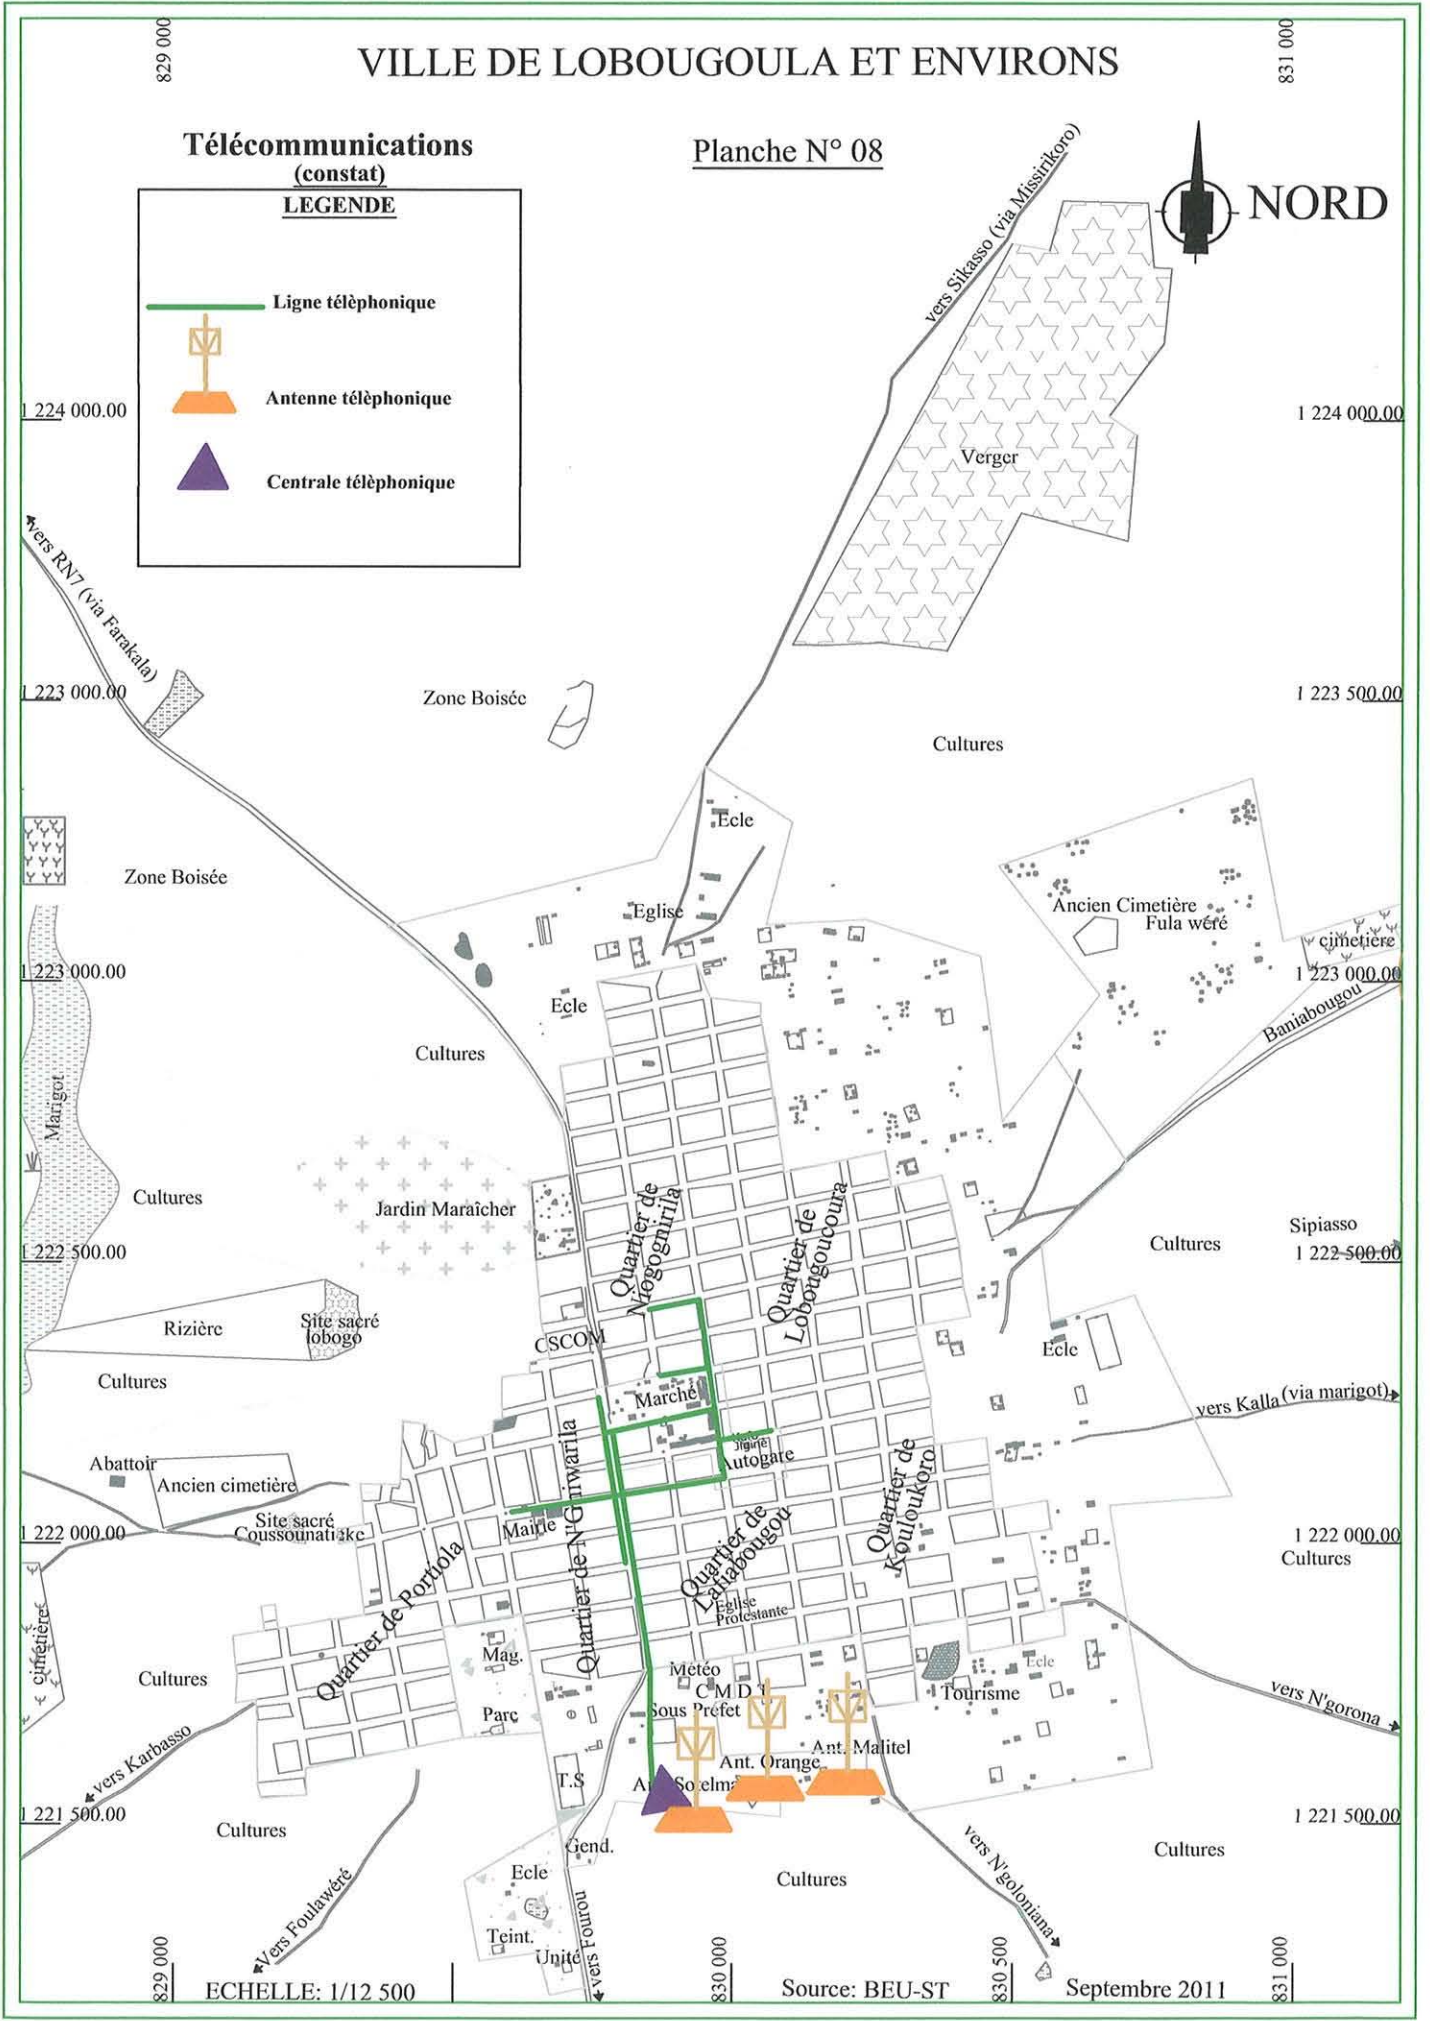 829 000
831 000
VILLE DE LOBOUGOULA ET ENVIRONS
Télécommunications
(constat)
Planche N° 08
LEGENDE
NORD
vers Sikasso (via Missirikoro)
Ligne télèphonique
Antenne télèphonique
Centrale télèphonique
1 224 000.00
1 224 000.00
Verger
vers RN7 (via Farakala)
1 223 000.00
Zone Boisée
1 223 500.00
Cultures
Ecle
Zone Boisée
Eglise
Ancien Cimetière
Fula wéré
cimetière
1 223 000.00
1 223 000.00
Ecle
Baniabougou
Cultures
Marigot
Cultures
Jardin Maraîcher
Quartier de
Niogognirila
Quartier de
Lobougoucoura
Sipiasso
Cultures
1 222 500.00
1 222 500.00
Rizière
Site sacré
lobogo
CSCOM
Ecle
Cultures
Marché
vers Kalla (via marigot)
Abattoir
Ancien cimetière
Autogare
Quartier de N'Guiwarila
Quartier de
Kouloukoro
Site sacré
Mairie
1 222 000.00
1 222 000.00
Cultures
Quartier de Portiola
Quartier de
Lafiabougou
Eglise
Protestante
cimetière
Mag.
Météo
Ecle
Cultures
C M D T
Tourisme
Sous Préfet
vers N'gorona
Parc
vers Karbasso
Ant. Malitel
Ant. Orange
T.S
Ant. Sotelma
1 221 500.00
1 221 500.00
Cultures
Gend.
vers N'goloniana
Cultures
Ecle
Cultures
Vers Foulawéré
Teint.
Unité
vers Fourou
829 000
830 000
830 500
831 000
ECHELLE: 1/12 500
Source: BEU-ST
Septembre 2011